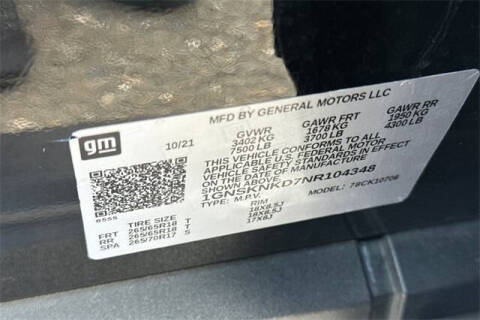 MFD BY GENERAL MOTORS LLC
gm
10/21
GVWR GAWR FRT GAWR RR
3402 KG 1678 KG 1950 KG
7500 LB 3700 LB 4300 LB
THIS VEHICLE CONFORMS TO ALL
APPLICABLE U.S. FEDERAL MOTOR
VEHICLE SAFETY STANDARDS IN EFFECT
ON THE DATE OF MANUFACTURE
SHOWN ABOVE.
1GNSKNKD7NR104348
TYPE: M.P.V. MODEL:
8555
TIRE SIZE RIM
FRT 265/65R18 T 18X8.5J
RR 265/65R18 T 18X8.5J
SPA 265/70R17 S 17X8J